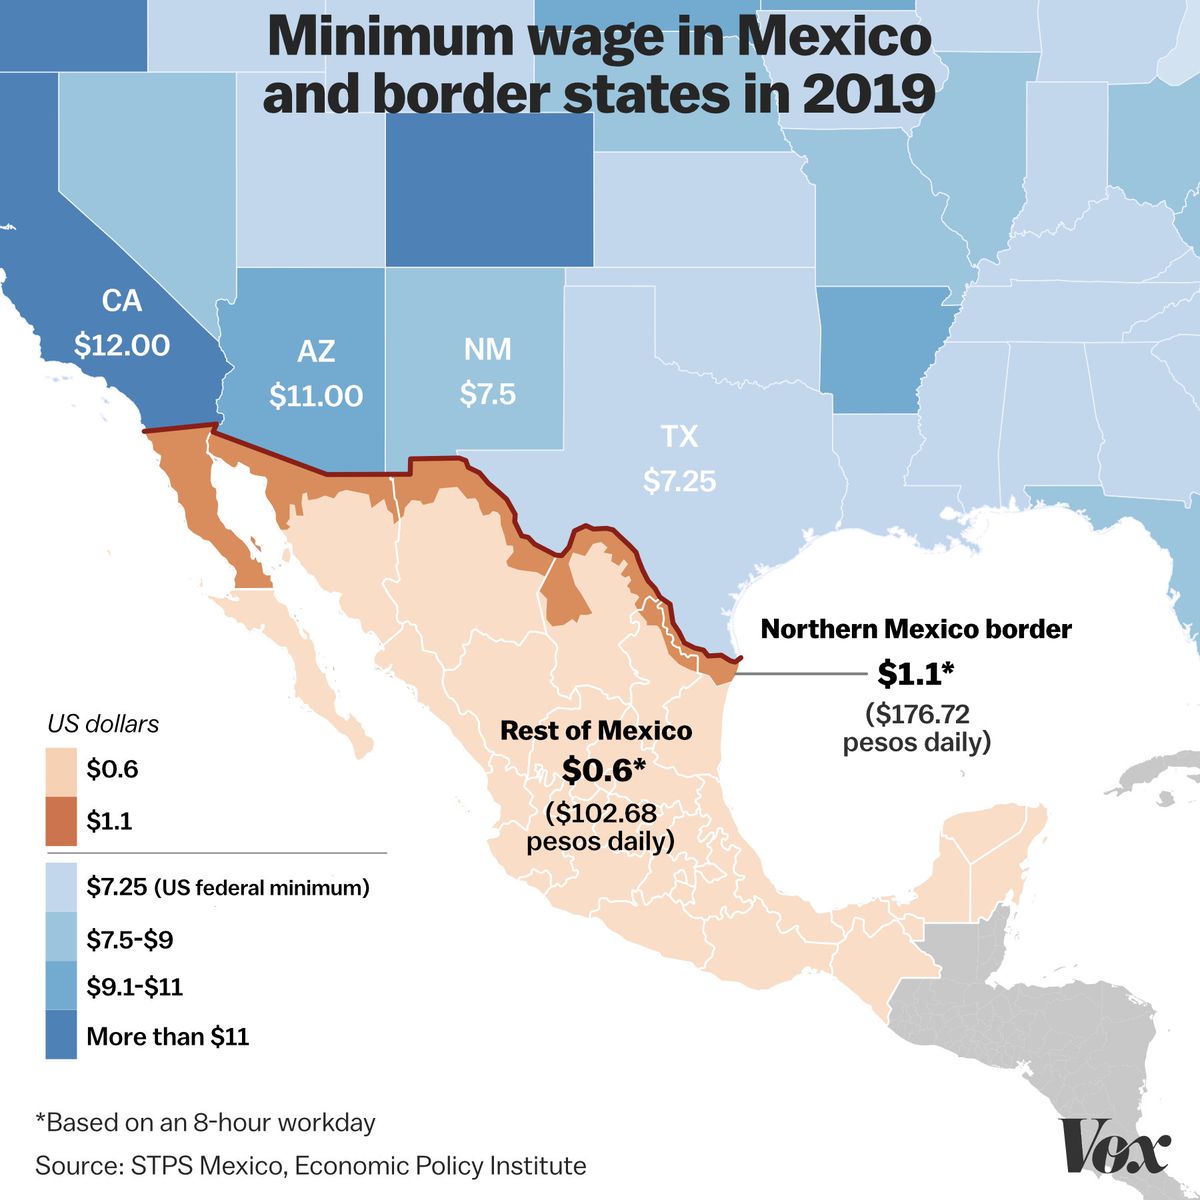 Minimum wage in Mexico
and border states in 2019
CA
$12.00
AZ
$11.00
NM
$7.5
TX
$7.25
Northern Mexico border
$1.1*
($176.72
pesos daily)
Rest of Mexico
$0.6*
($102.68
pesos daily)
US dollars
$0.6
$1.1
$7.25 (US federal minimum)
$7.5-$9
$9.1-$11
More than $11
*Based on an 8-hour workday
Source: STPS Mexico, Economic Policy Institute
Vox